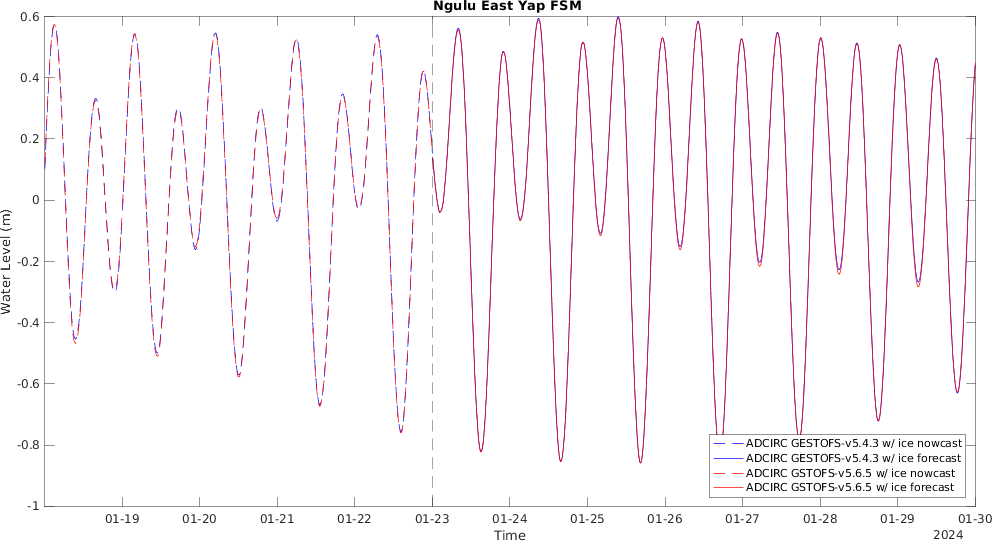 Ngulu East Yap FSM
Water Level (m)
0.6
0.4
0.2
0
-0.2
-0.4
-0.6
-0.8
-1
ADCIRC GESTOFS-v5.4.3 w/ ice nowcast
ADCIRC GESTOFS-v5.4.3 w/ ice forecast
ADCIRC GSTOFS-v5.6.5 w/ ice nowcast
ADCIRC GSTOFS-v5.6.5 w/ ice forecast
01-19 01-20 01-21 01-22 01-23 01-24 01-25 01-26 01-27 01-28 01-29 01-30
Time
2024